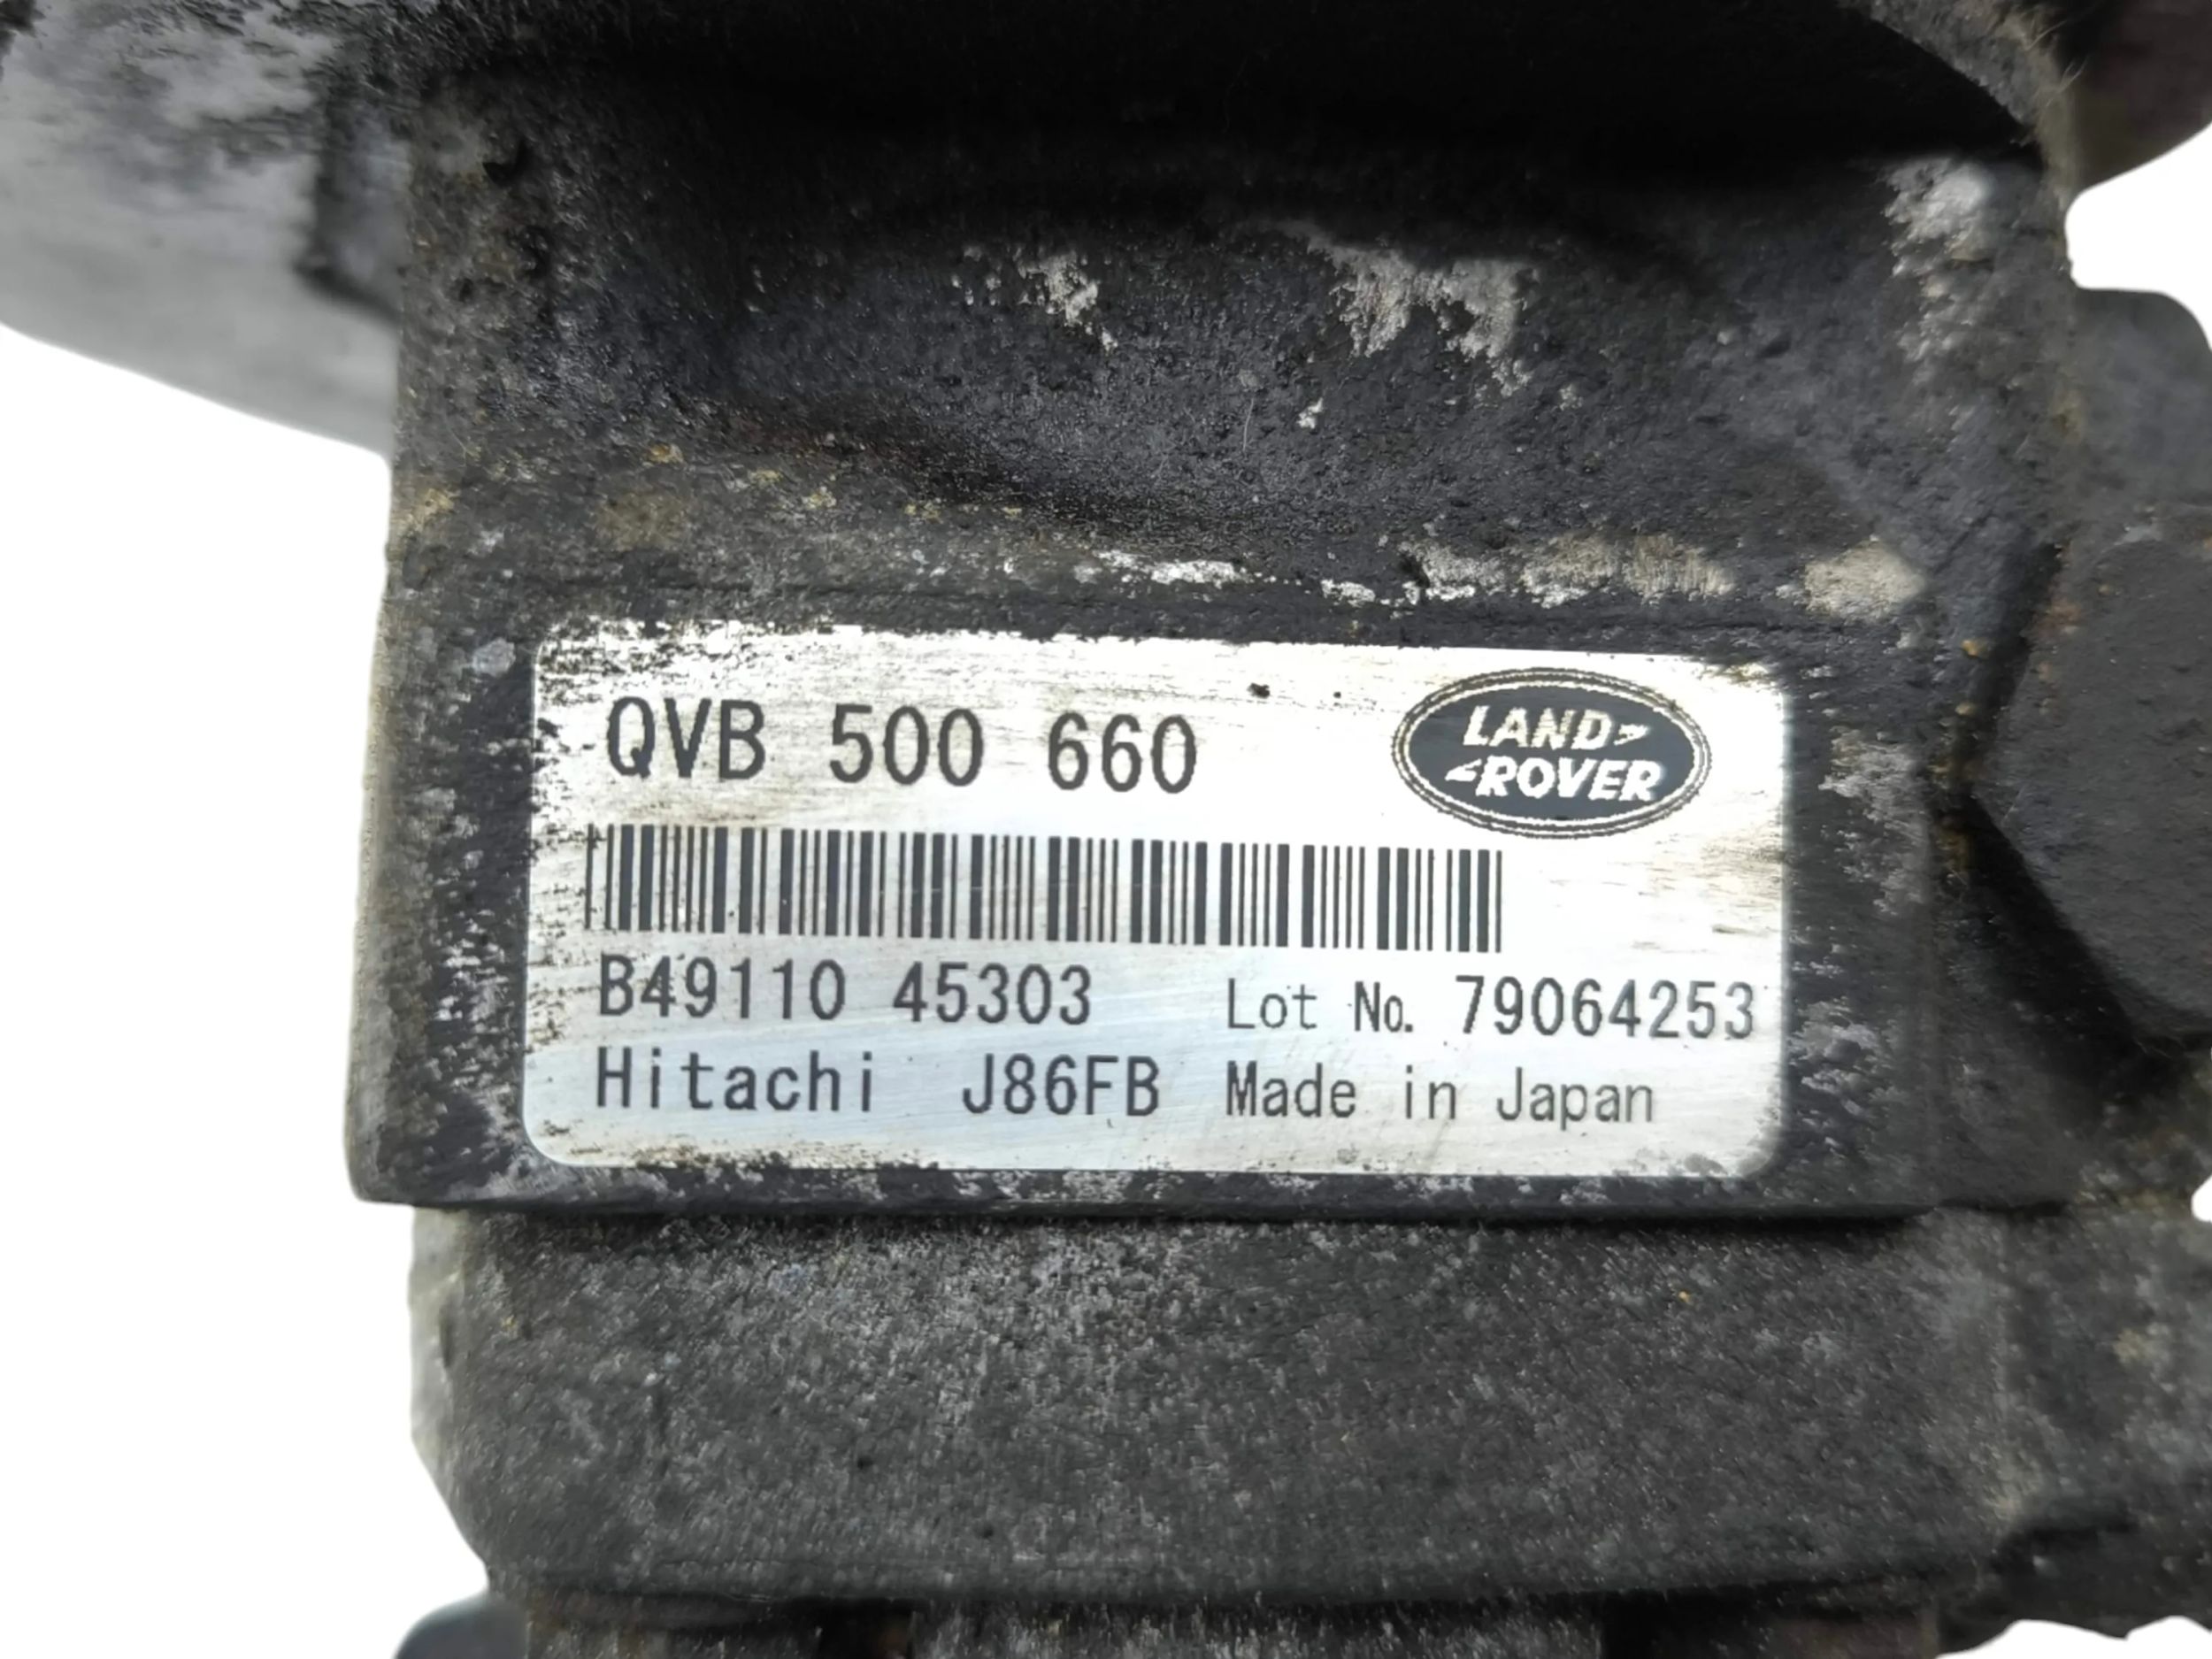 QVB 500 660
LAND
ROVER
B49110 45303 Lot No. 79064253
Hitachi J86FB Made in Japan